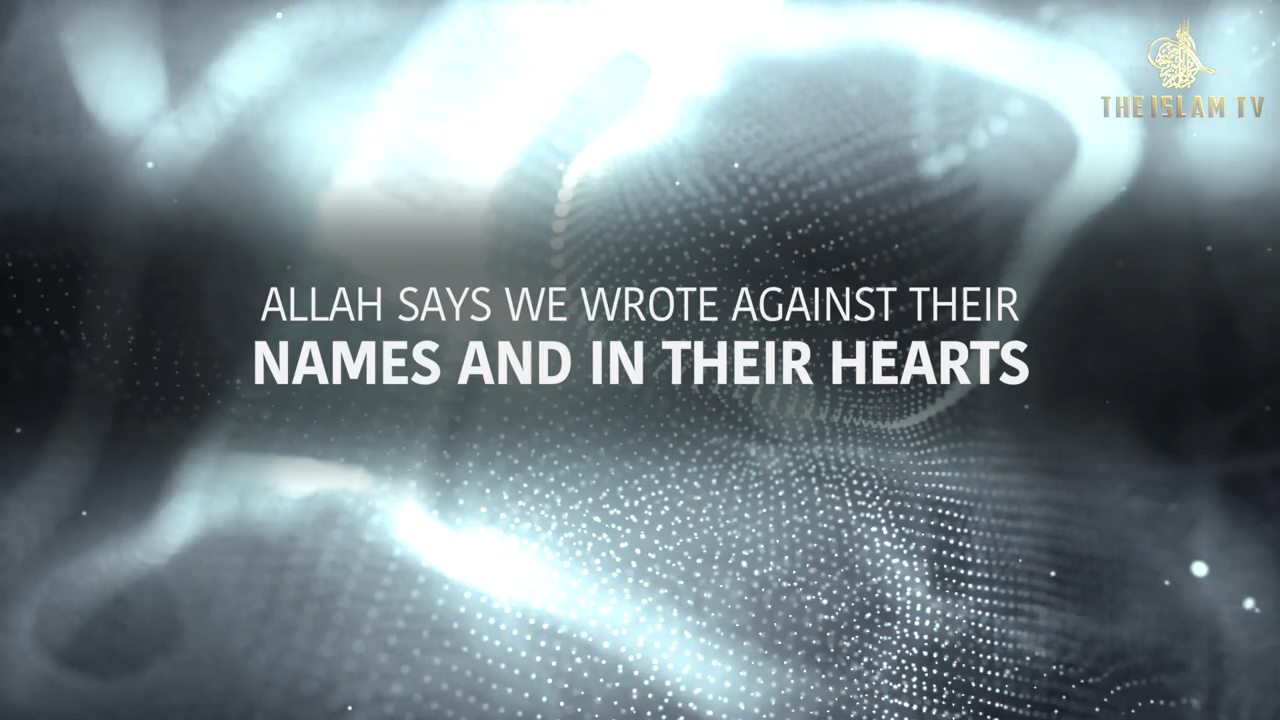 THE ISLAM TV
ALLAH SAYS WE WROTE AGAINST THEIR
NAMES AND IN THEIR HEARTS